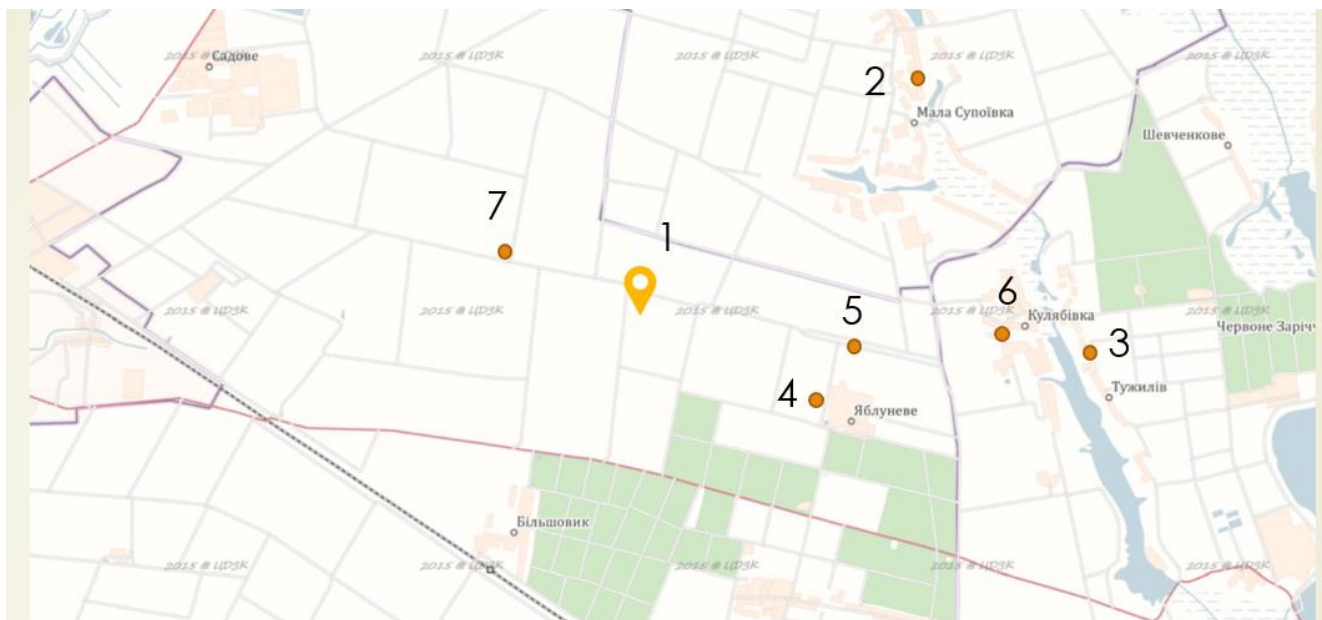 2015 @ ЦДЗК
2015 @ ЦДЗК
2015 @ ЦДЗК
2015 @ ЦДЗК
2015 @ ЦДЗК
Садове
2
Мала Супоївка
Шевченкове
7
1
2015 @ ЦДЗК
2015 @ ЦДЗК
2015 @ ЦДЗК
2015 @ ЦДЗК
5
6
Кулябівка
Червоне Заріч
3
4
Тужилів
Яблуневе
Більшовик
2015 @ ЦДЗК
2015 @ ЦДЗК
2015 @ ЦДЗК
2015 @ ЦДЗК